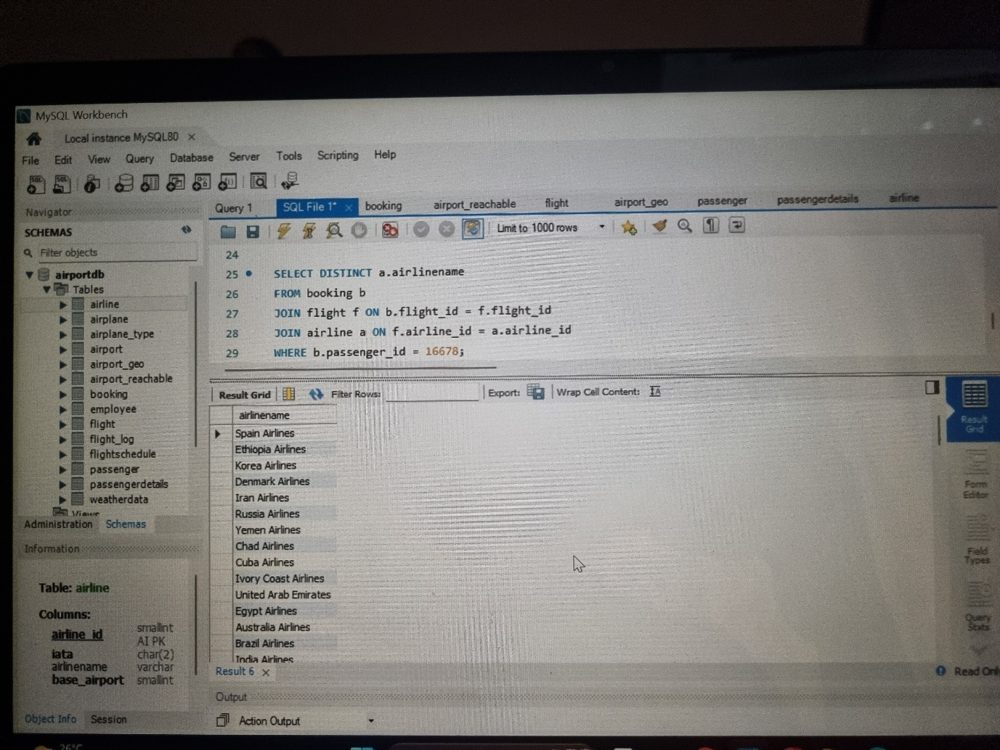 MySQL Workbench
Local instance MySQL80
File Edit View Query Database Server Tools Scripting Help
Navigator
SCHEMAS
Filter objects
airportdb
Tables
airline
airplane
airplane_type
airport
airport_geo
airport_reachable
booking
employee
flight
flight_log
flightschedule
passenger
passengerdetails
weatherdata
Views
Administration Schemas
Information
Table: airline
Columns:
airline_id smallint AI PK
iata char(2)
airlinename varchar
base_airport smallint
Object Info Session
Query 1 SQL File 1* booking airport_reachable flight airport_geo passenger passengerdetails airline
Limit to 1000 rows
24
25 SELECT DISTINCT a.airlinename
26 FROM booking b
27 JOIN flight f ON b.flight_id = f.flight_id
28 JOIN airline a ON f.airline_id = a.airline_id
29 WHERE b.passenger_id = 16678;
Result Grid Filter Rows: Export: Wrap Cell Content:
airlinename
Spain Airlines
Ethiopia Airlines
Korea Airlines
Denmark Airlines
Iran Airlines
Russia Airlines
Yemen Airlines
Chad Airlines
Cuba Airlines
Ivory Coast Airlines
United Arab Emirates
Egypt Airlines
Australia Airlines
Brazil Airlines
India Airlines
Result Grid
Form Editor
Field Types
Query Stats
Result 6
Read Only
Output
Action Output
26°C